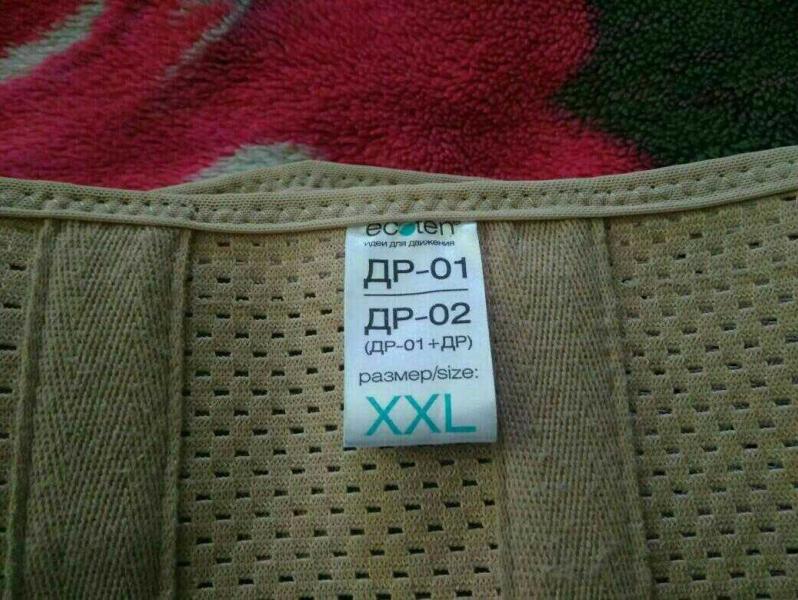 ecoten
идеи для движения
ДР-01
ДР-02
(ДР-01+ДР)
размер/size:
XXL